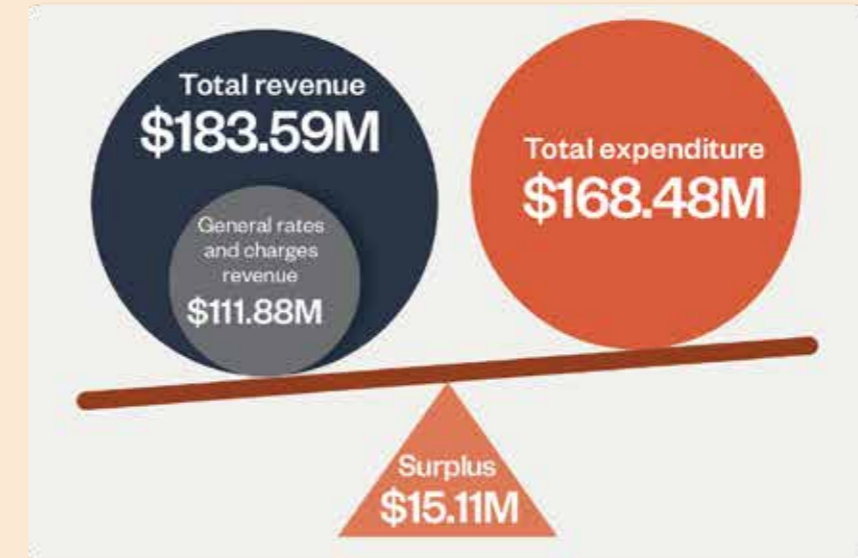 Total revenue
$183.59M
General rates
and charges
revenue
$111.88M
Total expenditure
$168.48M
Surplus
$15.11M